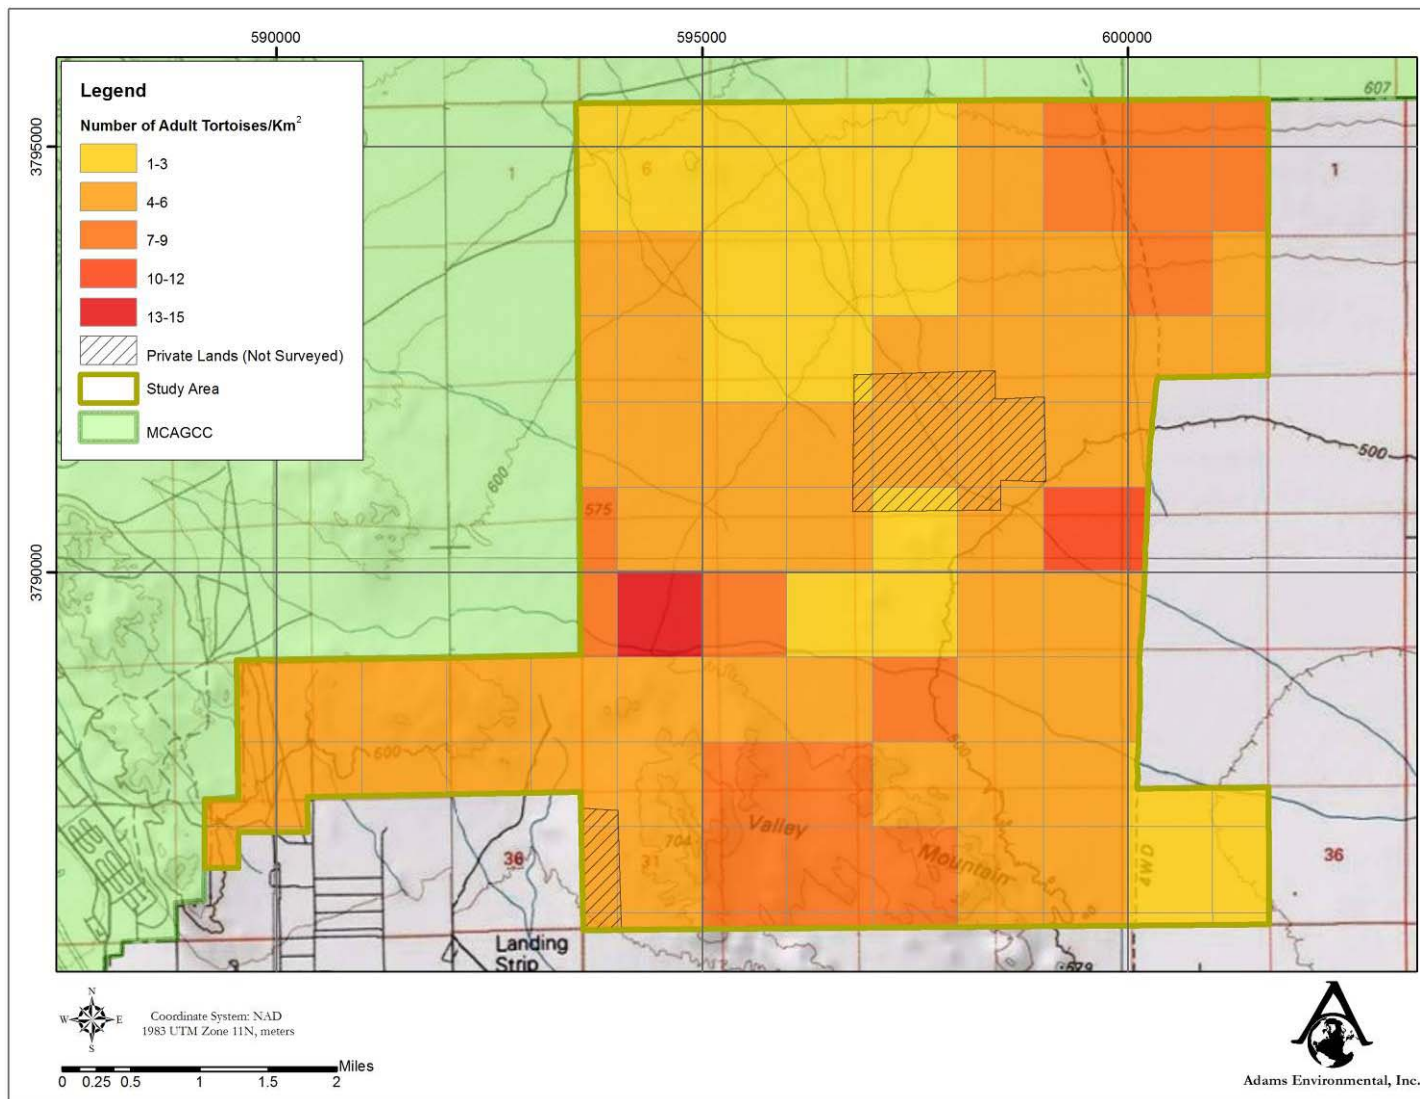 590000 595000 600000
Legend
Number of Adult Tortoises/Km2
1-3
4-6
7-9
10-12
13-15
Private Lands (Not Surveyed)
Study Area
MCAGCC
3795000
3790000
607
1
6
1
600
500
575
600
500
Valley
Mountain
704
31
36
36
4WD
Landing
Strip
N
W E
S
Coordinate System: NAD
1983 UTM Zone 11N, meters
Miles
0 0.25 0.5 1 1.5 2
A
Adams Environmental, Inc.